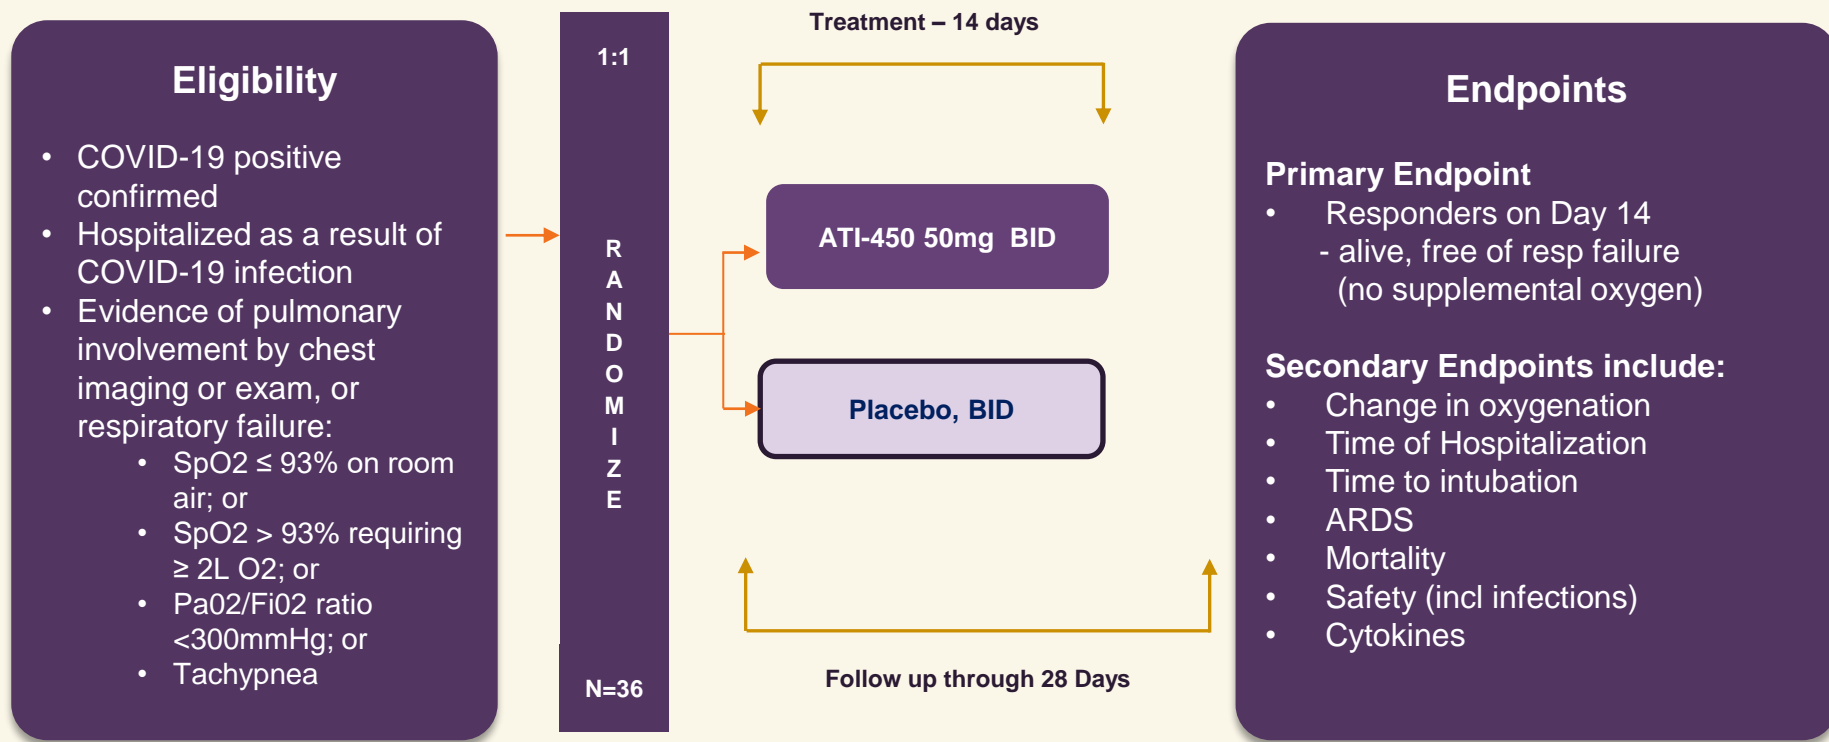 Eligibility
• COVID-19 positive
confirmed
• Hospitalized as a result of
COVID-19 infection
• Evidence of pulmonary
involvement by chest
imaging or exam, or
respiratory failure:
• SpO2 ≤ 93% on room
air; or
• SpO2 > 93% requiring
≥ 2L O2; or
• Pa02/Fi02 ratio
<300mmHg; or
• Tachypnea
1:1
R
A
N
D
O
M
I
Z
E
N=36
Treatment – 14 days
ATI-450 50mg BID
Placebo, BID
Follow up through 28 Days
Endpoints
Primary Endpoint
• Responders on Day 14
- alive, free of resp failure
(no supplemental oxygen)
Secondary Endpoints include:
• Change in oxygenation
• Time of Hospitalization
• Time to intubation
• ARDS
• Mortality
• Safety (incl infections)
• Cytokines